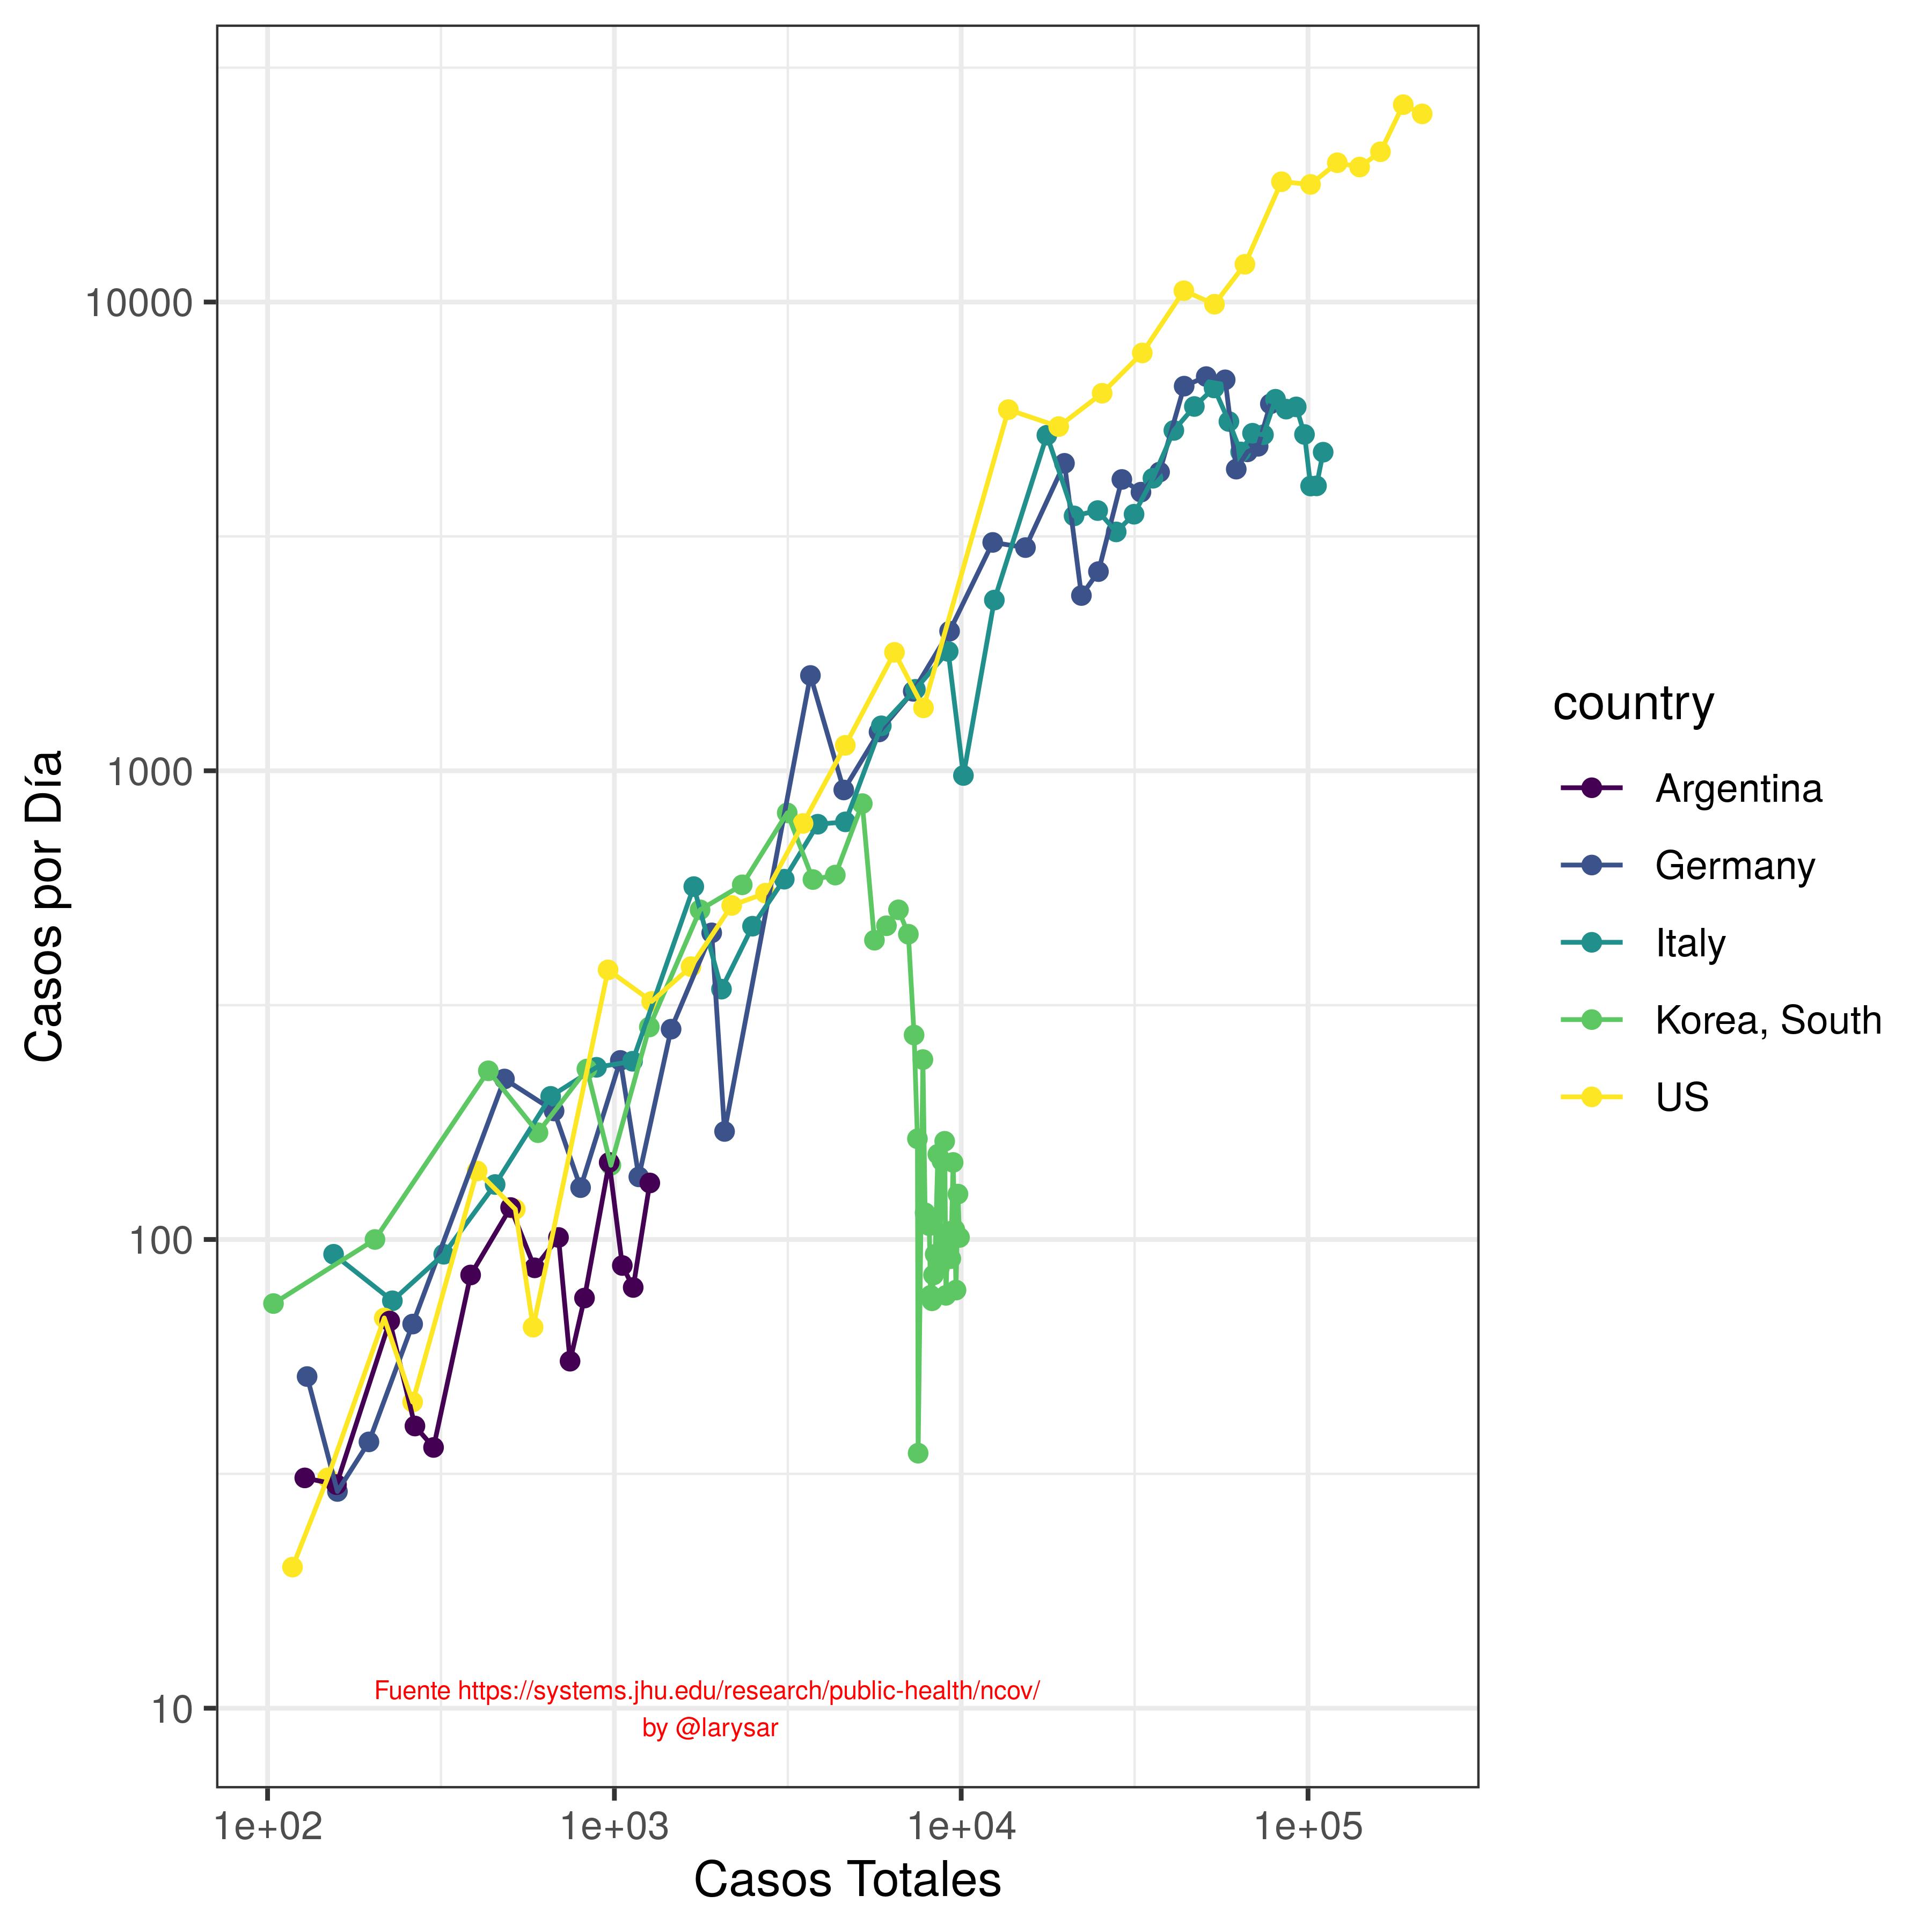 Casos por Día
10000
1000
100
10
1e+02 1e+03 1e+04 1e+05
Casos Totales
Fuente https://systems.jhu.edu/research/public-health/ncov/
by @larysar
country
Argentina
Germany
Italy
Korea, South
US